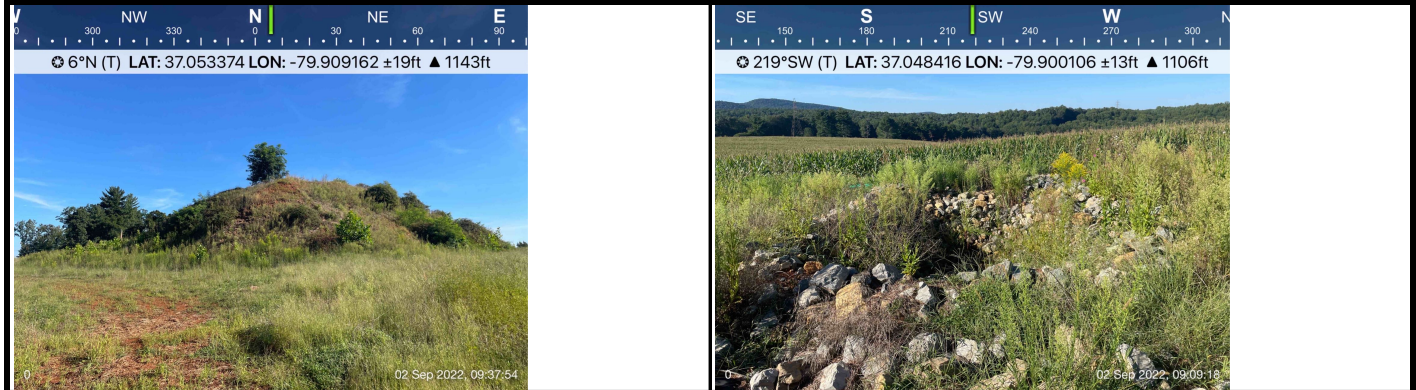 W NW N NE E
300 330 0 30 60 90
6°N (T) LAT: 37.053374 LON: -79.909162 ±19ft ▲ 1143ft
0 02 Sep 2022, 09:37:54
SE S SW W N
150 180 210 240 270 300
219°SW (T) LAT: 37.048416 LON: -79.900106 ±13ft ▲ 1106ft
0 02 Sep 2022, 09:09:18